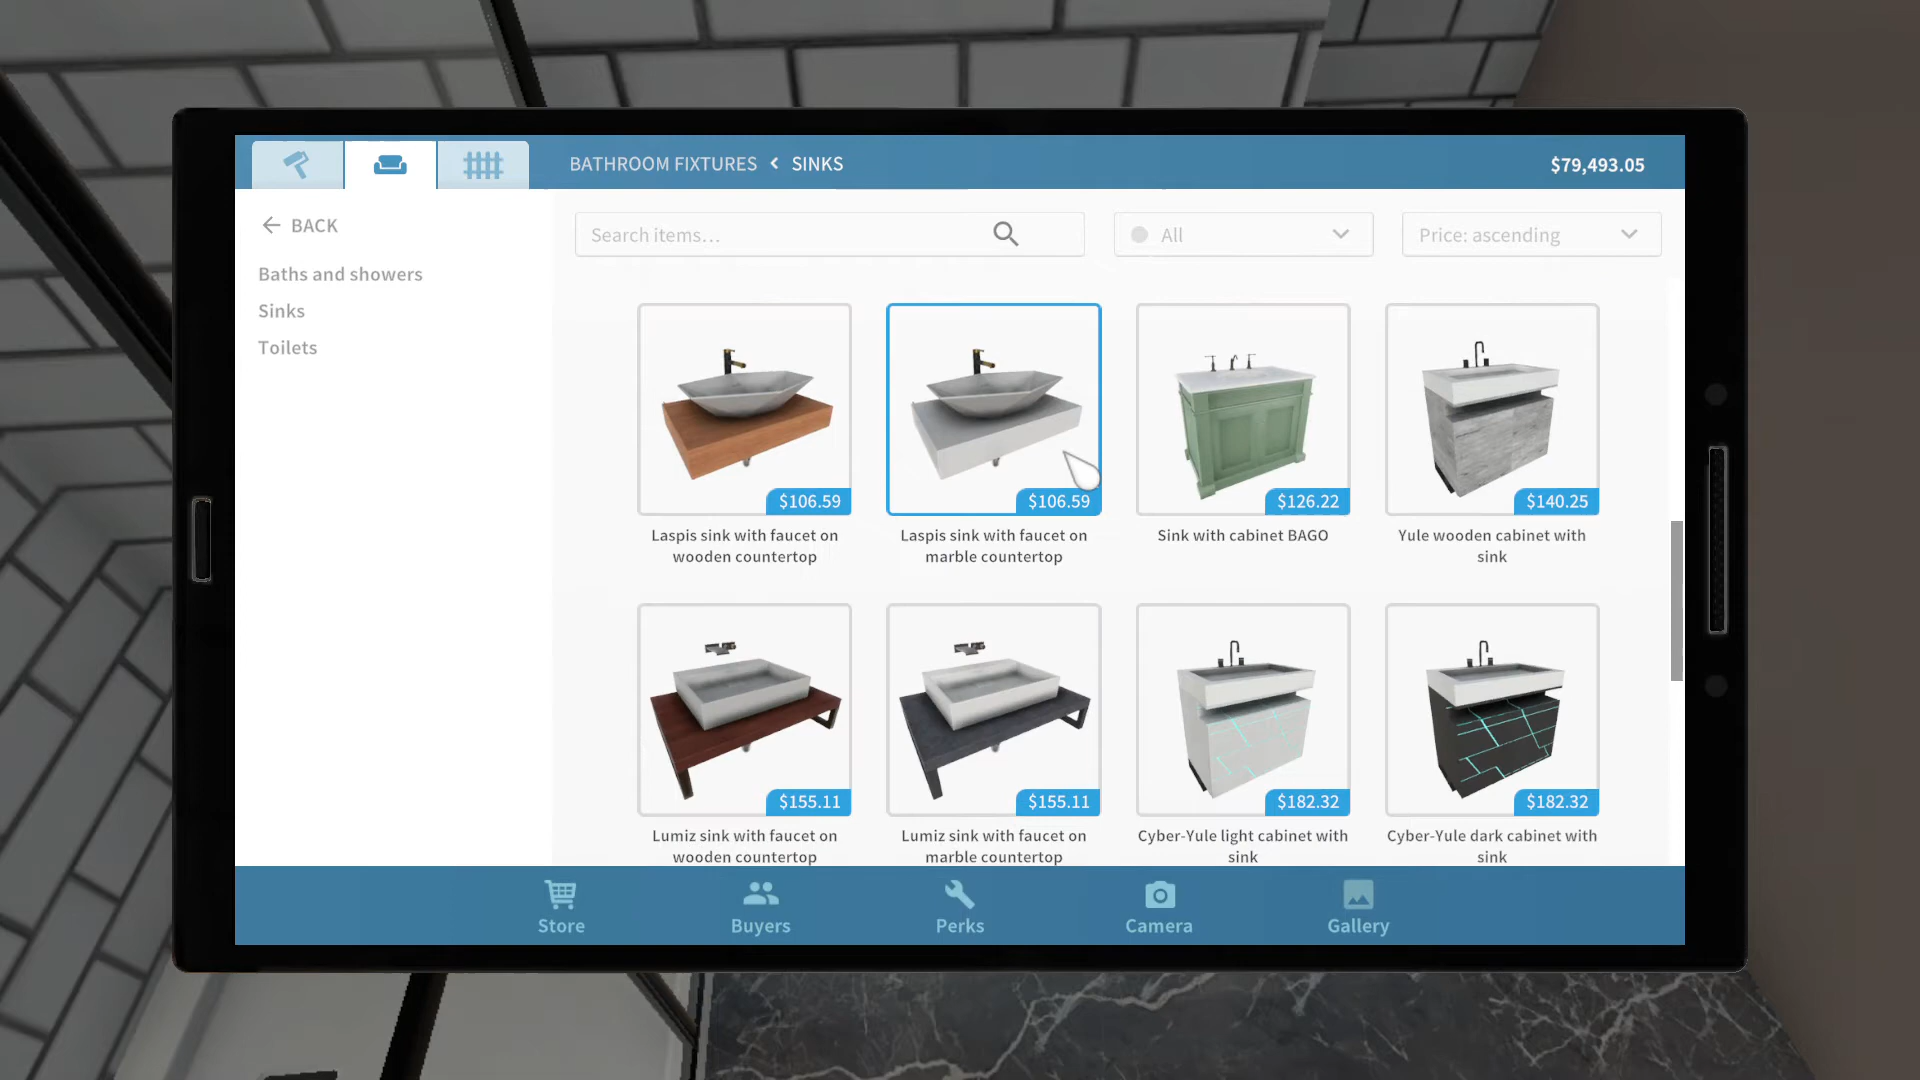 BATHROOM FIXTURES < SINKS
$79,493.05
BACK
Baths and showers
Sinks
Toilets
Search items...
All
Price: ascending
$106.59
$106.59
$126.22
$140.25
Laspis sink with faucet on
wooden countertop
Laspis sink with faucet on
marble countertop
Sink with cabinet BAGO
Yule wooden cabinet with
sink
$155.11
$155.11
$182.32
$182.32
Lumiz sink with faucet on
wooden countertop
Lumiz sink with faucet on
marble countertop
Cyber-Yule light cabinet with
sink
Cyber-Yule dark cabinet with
sink
Store
Buyers
Perks
Camera
Gallery